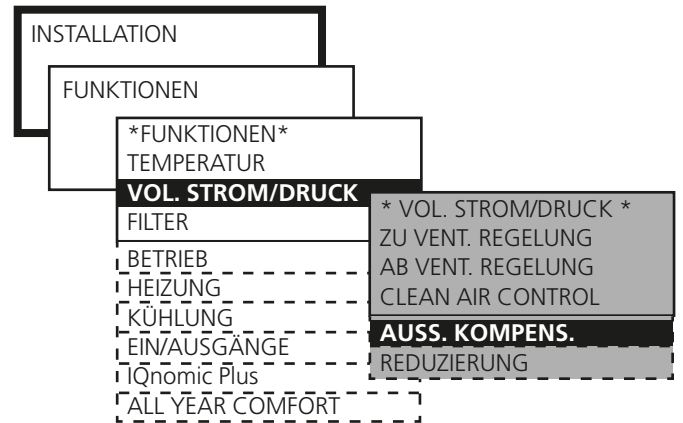 INSTALLATION
FUNKTIONEN
*FUNKTIONEN*
TEMPERATUR
VOL. STROM/DRUCK
FILTER
BETRIEB
HEIZUNG
KÜHLUNG
EIN/AUSGÄNGE
IQnomic Plus
ALL YEAR COMFORT
* VOL. STROM/DRUCK *
ZU VENT. REGELUNG
AB VENT. REGELUNG
CLEAN AIR CONTROL
AUSS. KOMPENS.
REDUZIERUNG